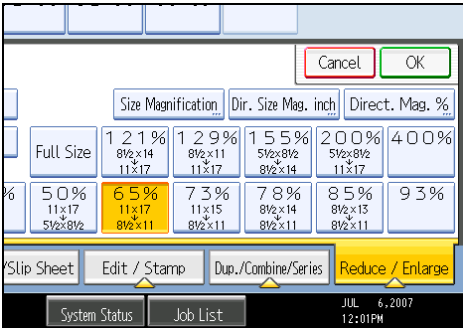 Cancel OK
Size Magnification Dir. Size Mag. inch Direct. Mag. %
Full Size 121% 129% 155% 200% 400%
8½×14 8½×11 5½×8½ 5½×8½
↓ ↓ ↓ ↓
11×17 11×17 8½×14 11×17
% 50% 65% 73% 78% 85% 93%
11×17 11×17 11×15 8½×14 8½×13
↓ ↓ ↓ ↓ ↓
5½×8½ 8½×11 8½×11 8½×11 8½×11
/Slip Sheet Edit / Stamp Dup./Combine/Series Reduce / Enlarge
System Status Job List JUL 6,2007
12:01PM